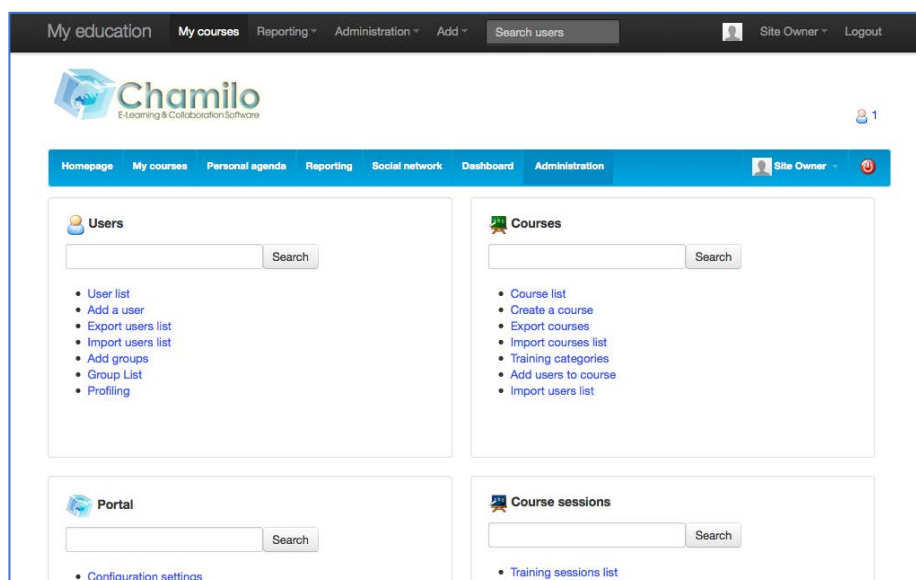 My education My courses Reporting Administration Add Search users Site Owner Logout
Chamilo
E-Learning & Collaboration Software
1
Homepage My courses Personal agenda Reporting Social network Dashboard Administration Site Owner
Users
Search
User list
Add a user
Export users list
Import users list
Add groups
Group List
Profiling
Courses
Search
Course list
Create a course
Export courses
Import courses list
Training categories
Add users to course
Import users list
Portal
Search
Configuration settings
Course sessions
Search
Training sessions list